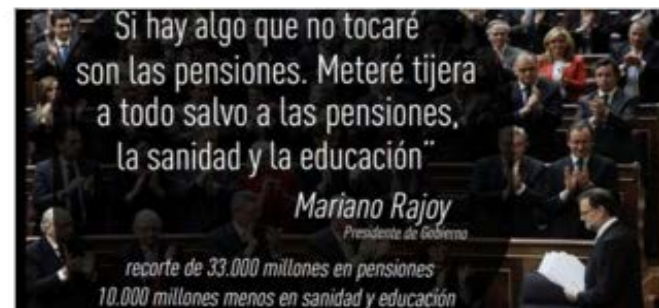 Si hay algo que no tocaré
son las pensiones. Meteré tijera
a todo salvo a las pensiones,
la sanidad y la educación¨
Mariano Rajoy
Presidente de Gobierno
recorte de 33.000 millones en pensiones
10.000 millones menos en sanidad y educación